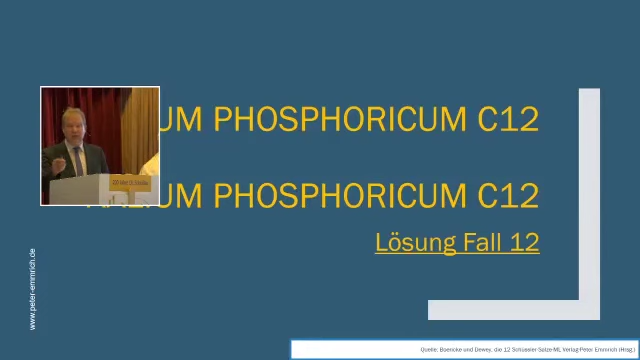 UM PHOSPHORICUM C12
KALIUM PHOSPHORICUM C12
Lösung Fall 12
www.peter-emmrich.de
Quelle: Boericke und Dewey, die 12 Schüssler-Salze-ML Verlag-Peter Emmrich (Hrsg.)